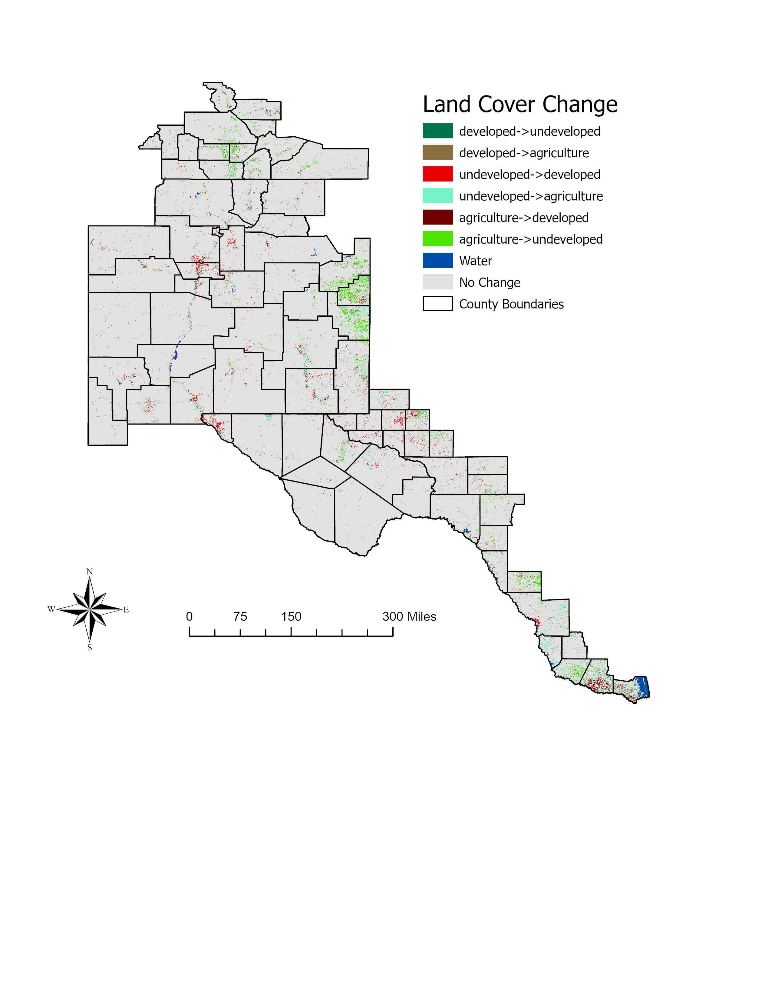 Land Cover Change
developed->undeveloped
developed->agriculture
undeveloped->developed
undeveloped->agriculture
agriculture->developed
agriculture->undeveloped
Water
No Change
County Boundaries
N
W E
S
0 75 150 300 Miles